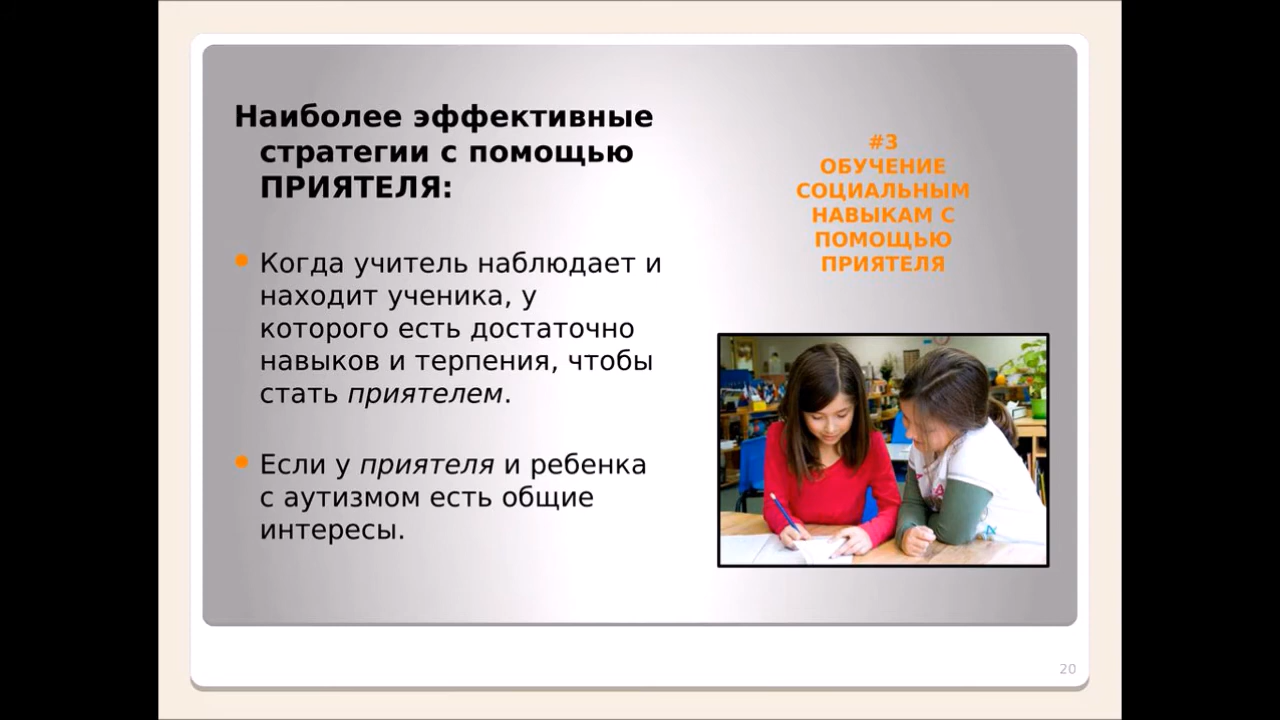 Наиболее эффективные
стратегии с помощью
ПРИЯТЕЛЯ:
Когда учитель наблюдает и
находит ученика, у
которого есть достаточно
навыков и терпения, чтобы
стать приятелем.
Если у приятеля и ребенка
с аутизмом есть общие
интересы.
#3
ОБУЧЕНИЕ
СОЦИАЛЬНЫМ
НАВЫКАМ С
ПОМОЩЬЮ
ПРИЯТЕЛЯ
20